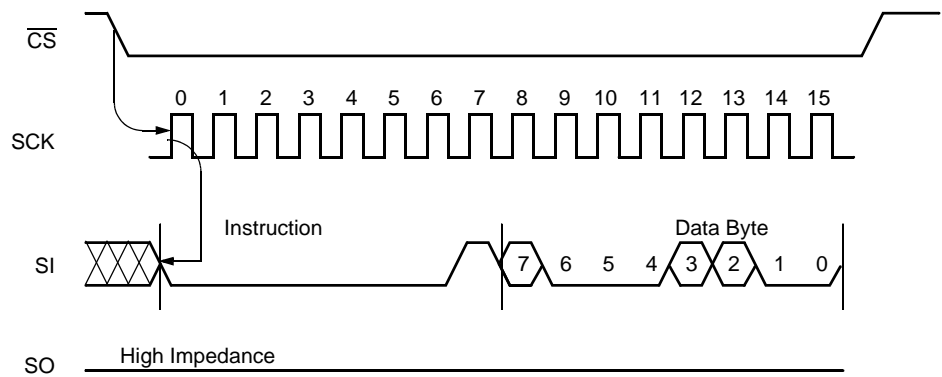 CS
0 1 2 3 4 5 6 7 8 9 10 11 12 13 14 15
SCK
Instruction
Data Byte
SI
7 6 5 4 3 2 1 0
High Impedance
SO